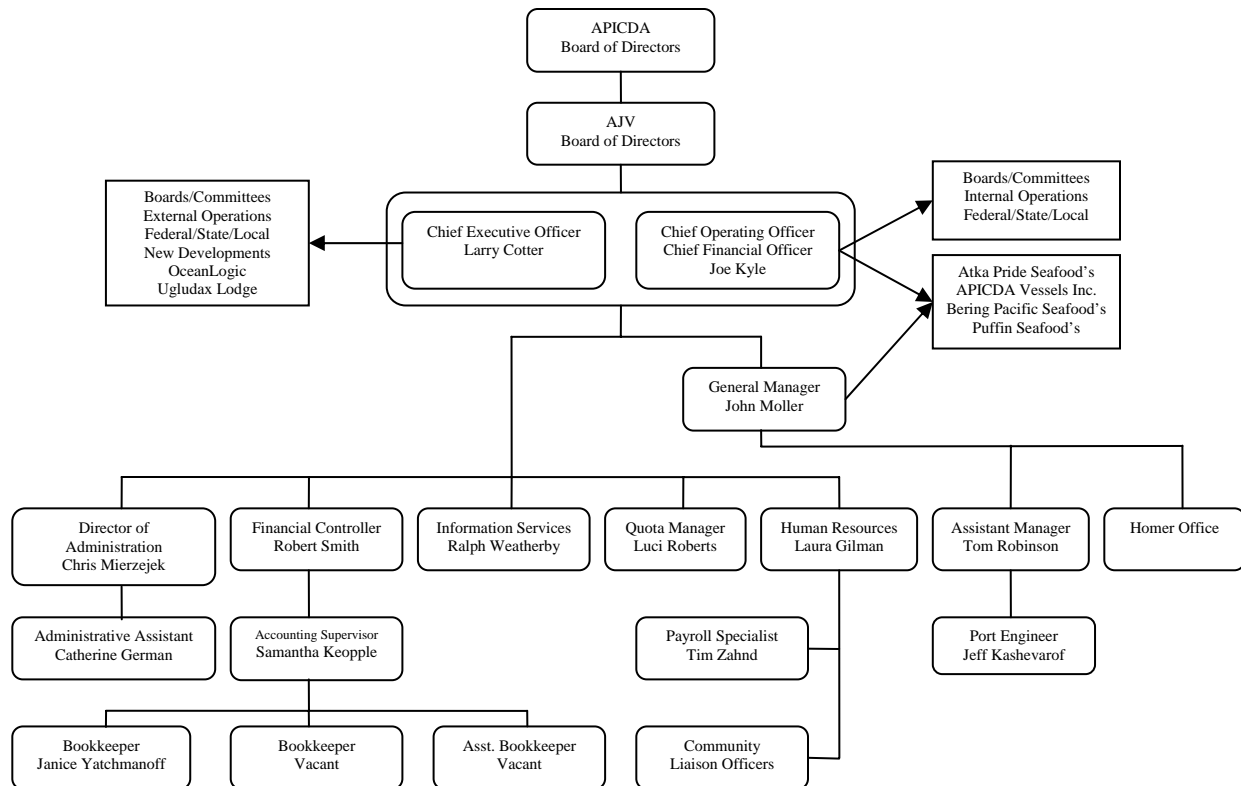 APICDA
Board of Directors
AJV
Board of Directors
Boards/Committees
External Operations
Federal/State/Local
New Developments
OceanLogic
Ugludax Lodge
Chief Executive Officer
Larry Cotter
Chief Operating Officer
Chief Financial Officer
Joe Kyle
Boards/Committees
Internal Operations
Federal/State/Local
Atka Pride Seafood's
APICDA Vessels Inc.
Bering Pacific Seafood's
Puffin Seafood's
General Manager
John Moller
Director of
Administration
Chris Mierzejek
Financial Controller
Robert Smith
Information Services
Ralph Weatherby
Quota Manager
Luci Roberts
Human Resources
Laura Gilman
Assistant Manager
Tom Robinson
Homer Office
Administrative Assistant
Catherine German
Accounting Supervisor
Samantha Keopple
Payroll Specialist
Tim Zahnd
Port Engineer
Jeff Kashevarof
Bookkeeper
Janice Yatchmanoff
Bookkeeper
Vacant
Asst. Bookkeeper
Vacant
Community
Liaison Officers